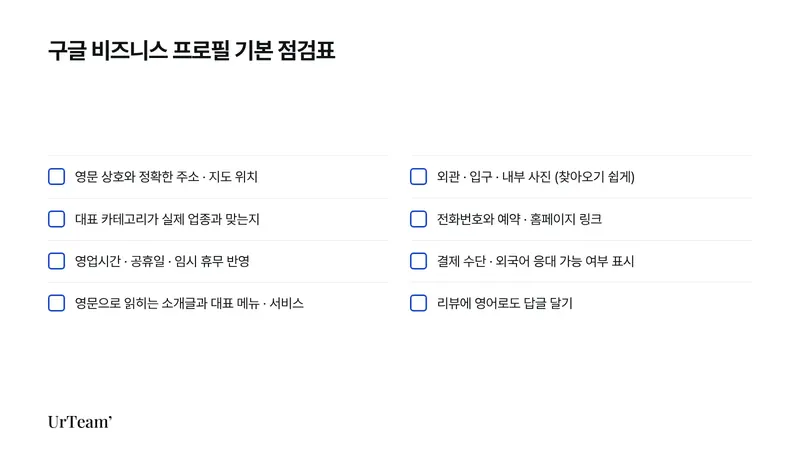 구글 비즈니스 프로필 기본 점검표
영문 상호와 정확한 주소 · 지도 위치
대표 카테고리가 실제 업종과 맞는지
영업시간 · 공휴일 · 임시 휴무 반영
영문으로 읽히는 소개글과 대표 메뉴 · 서비스
외관 · 입구 · 내부 사진 (찾아오기 쉽게)
전화번호와 예약 · 홈페이지 링크
결제 수단 · 외국어 응대 가능 여부 표시
리뷰에 영어로도 답글 달기
UrTeam’